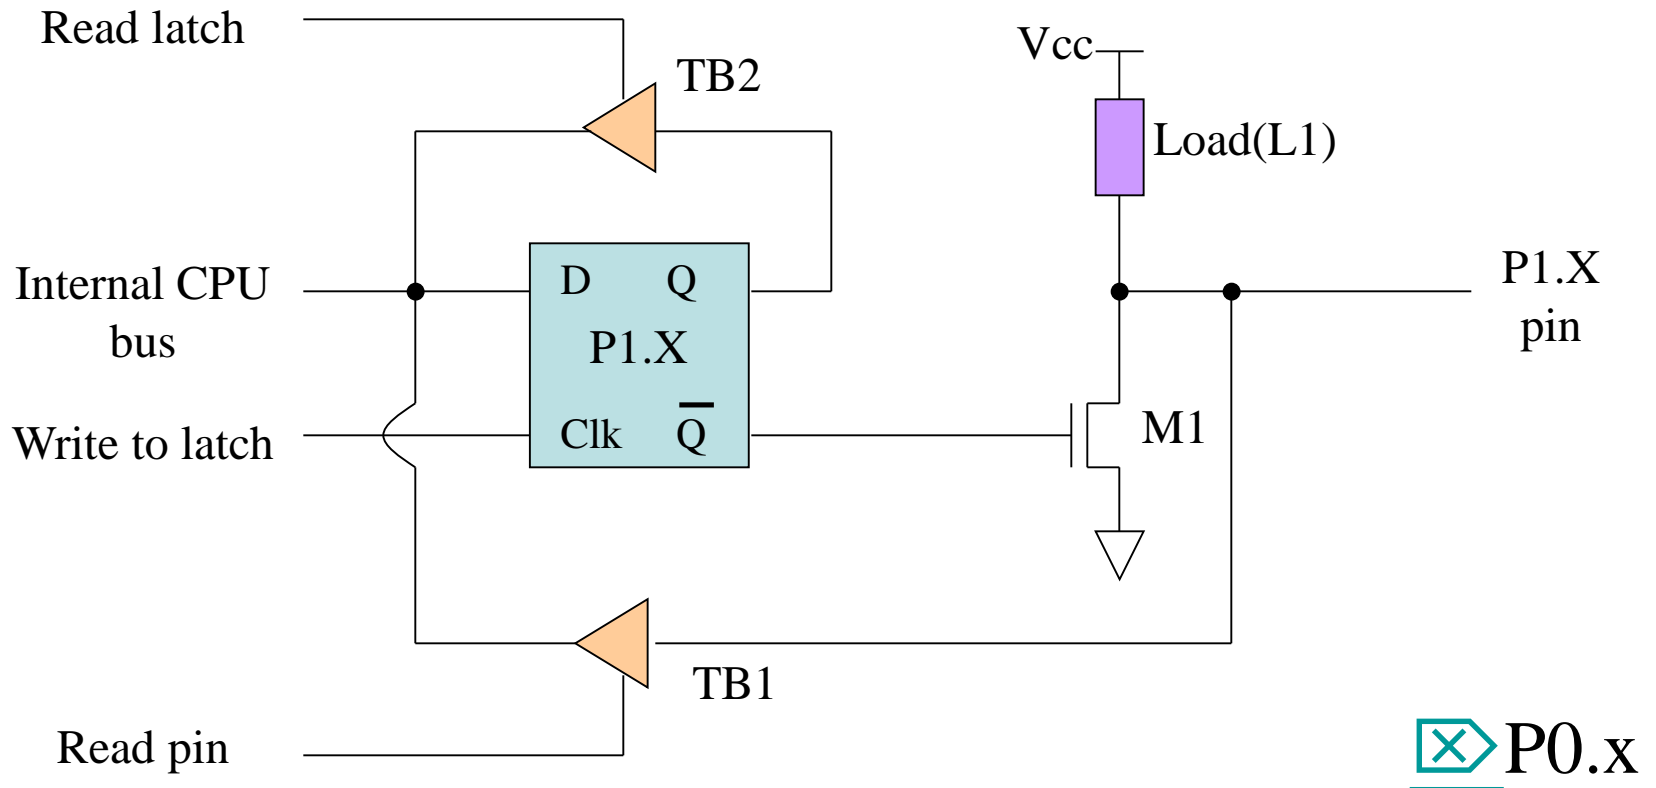 Read latch
TB2
Vcc
Load(L1)
Internal CPU
bus
D Q
P1.X
Clk Q̅
P1.X
pin
Write to latch
M1
TB1
Read pin
P0.x